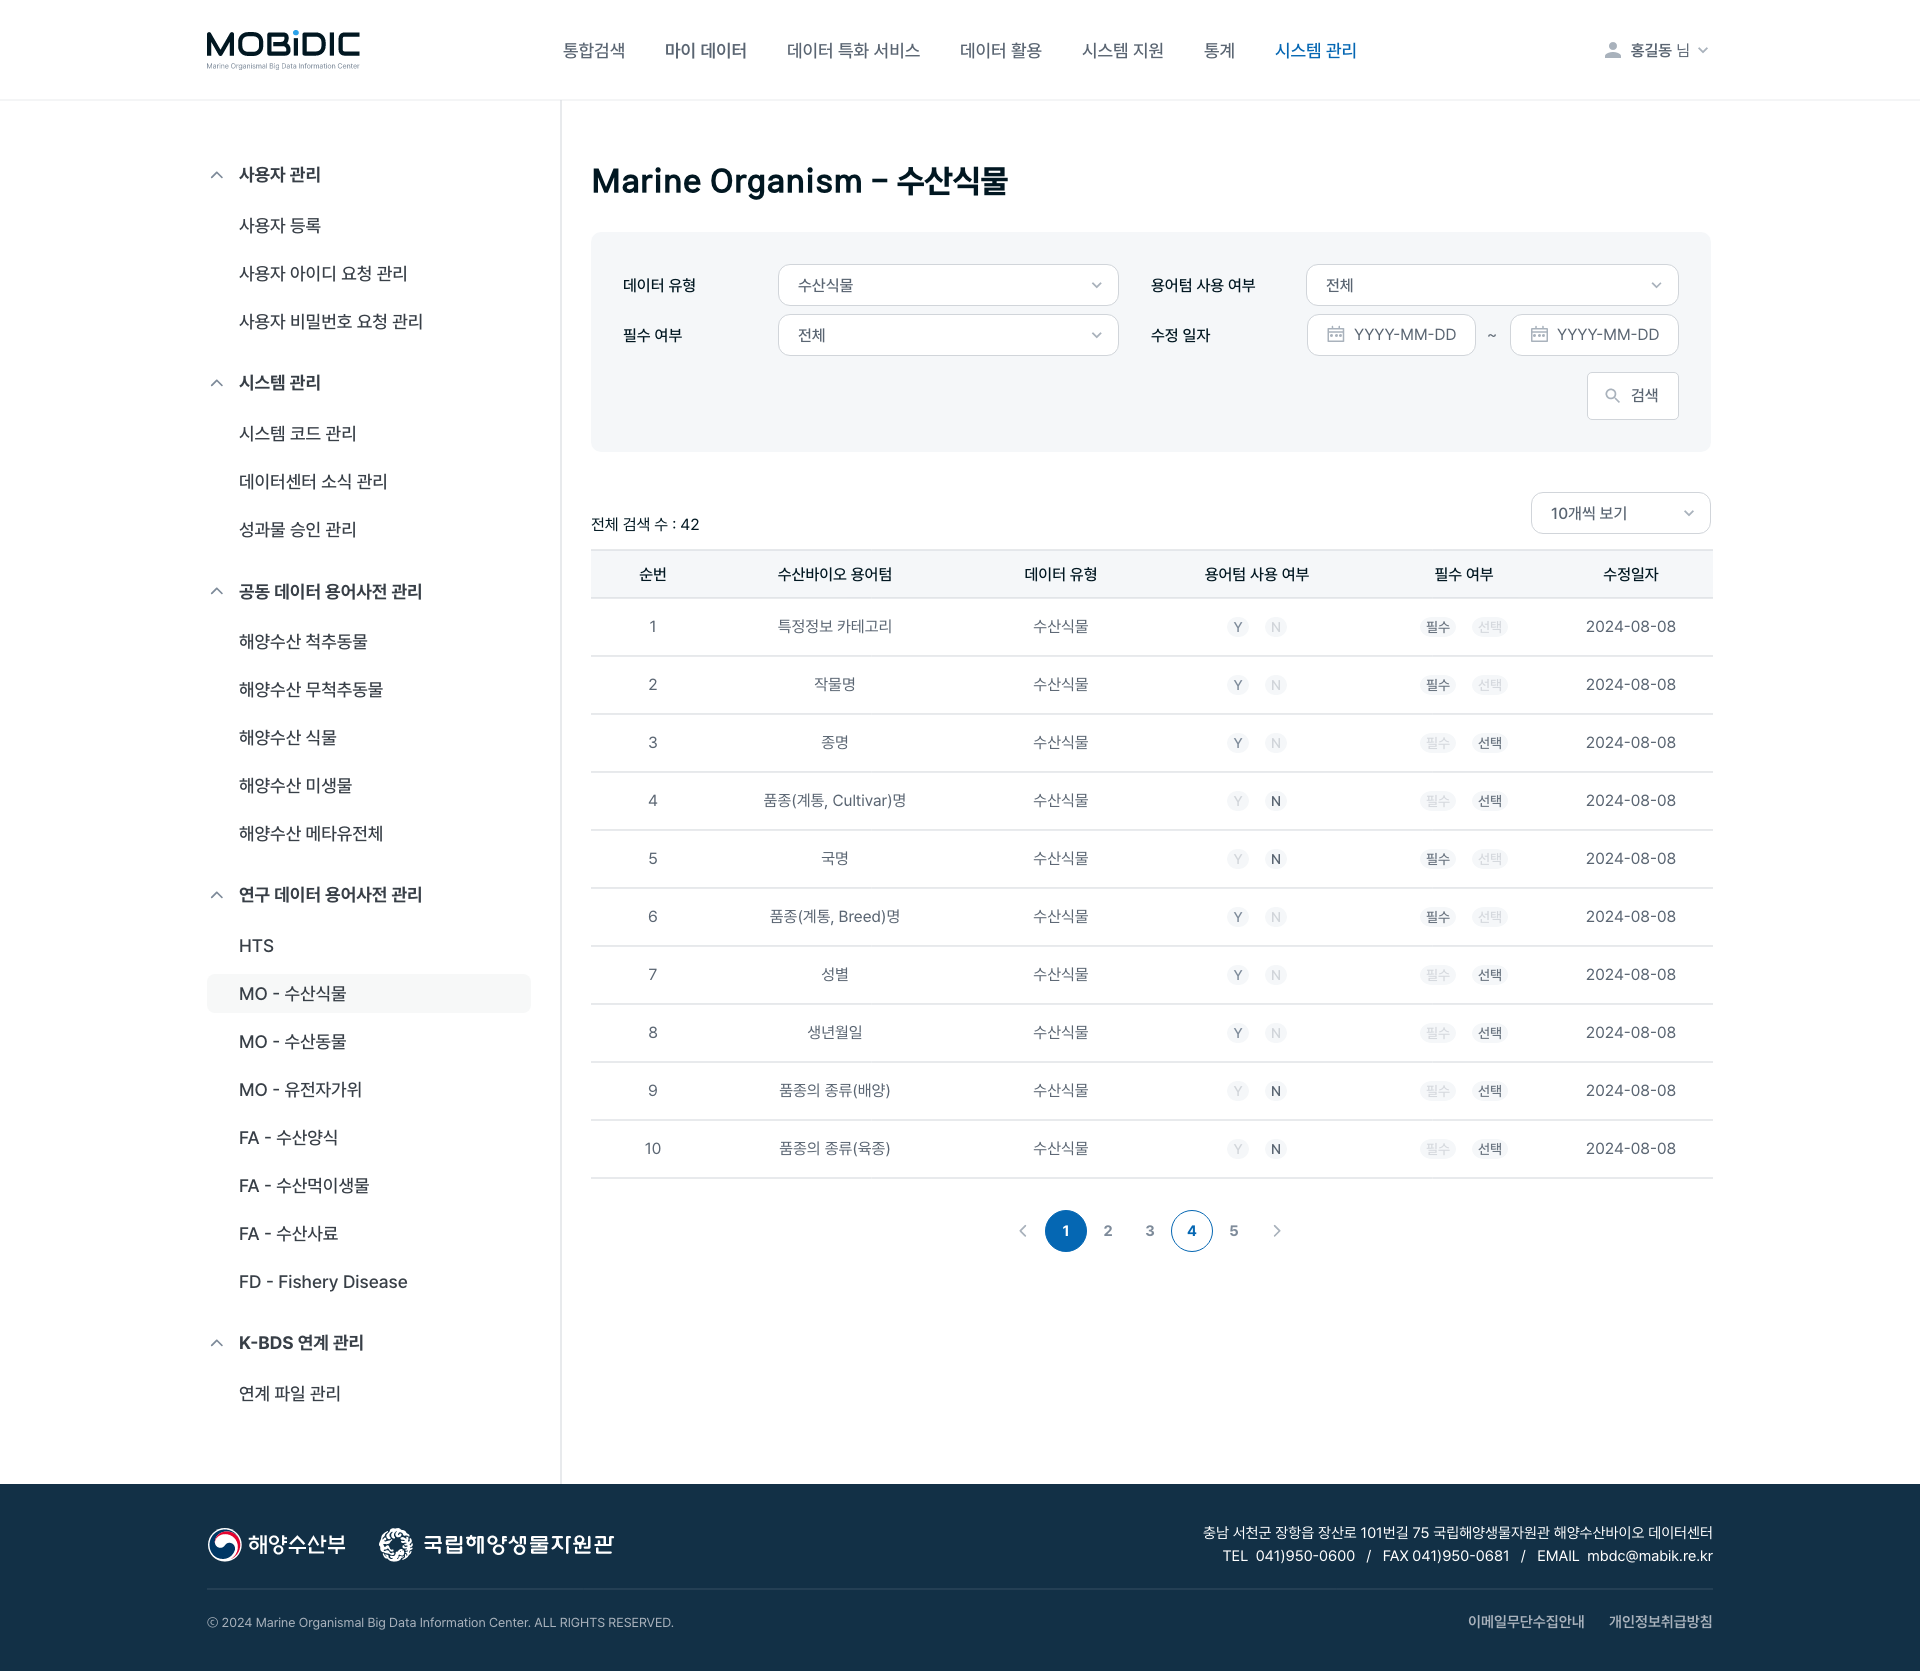 MOBiDIC
Marine Organismal Big Data Information Center
통합검색 마이 데이터 데이터 특화 서비스 데이터 활용 시스템 지원 통계 시스템 관리
홍길동 님
사용자 관리
사용자 등록
사용자 아이디 요청 관리
사용자 비밀번호 요청 관리
시스템 관리
시스템 코드 관리
데이터센터 소식 관리
성과물 승인 관리
공동 데이터 용어사전 관리
해양수산 척추동물
해양수산 무척추동물
해양수산 식물
해양수산 미생물
해양수산 메타유전체
연구 데이터 용어사전 관리
HTS
MO - 수산식물
MO - 수산동물
MO - 유전자가위
FA - 수산양식
FA - 수산먹이생물
FA - 수산사료
FD - Fishery Disease
K-BDS 연계 관리
연계 파일 관리
Marine Organism – 수산식물
데이터 유형 수산식물 용어텀 사용 여부 전체
필수 여부 전체 수정 일자 YYYY-MM-DD ~ YYYY-MM-DD
검색
전체 검색 수 : 42
10개씩 보기
순번 수산바이오 용어텀 데이터 유형 용어텀 사용 여부 필수 여부 수정일자
1 특정정보 카테고리 수산식물 Y N 필수 선택 2024-08-08
2 작물명 수산식물 Y N 필수 선택 2024-08-08
3 종명 수산식물 Y N 필수 선택 2024-08-08
4 품종(계통, Cultivar)명 수산식물 Y N 필수 선택 2024-08-08
5 국명 수산식물 Y N 필수 선택 2024-08-08
6 품종(계통, Breed)명 수산식물 Y N 필수 선택 2024-08-08
7 성별 수산식물 Y N 필수 선택 2024-08-08
8 생년월일 수산식물 Y N 필수 선택 2024-08-08
9 품종의 종류(배양) 수산식물 Y N 필수 선택 2024-08-08
10 품종의 종류(육종) 수산식물 Y N 필수 선택 2024-08-08
1 2 3 4 5
해양수산부 국립해양생물자원관
충남 서천군 장항읍 장산로 101번길 75 국립해양생물자원관 해양수산바이오 데이터센터
TEL 041)950-0600 / FAX 041)950-0681 / EMAIL mbdc@mabik.re.kr
ⓒ 2024 Marine Organismal Big Data Information Center. ALL RIGHTS RESERVED.
이메일무단수집안내 개인정보취급방침